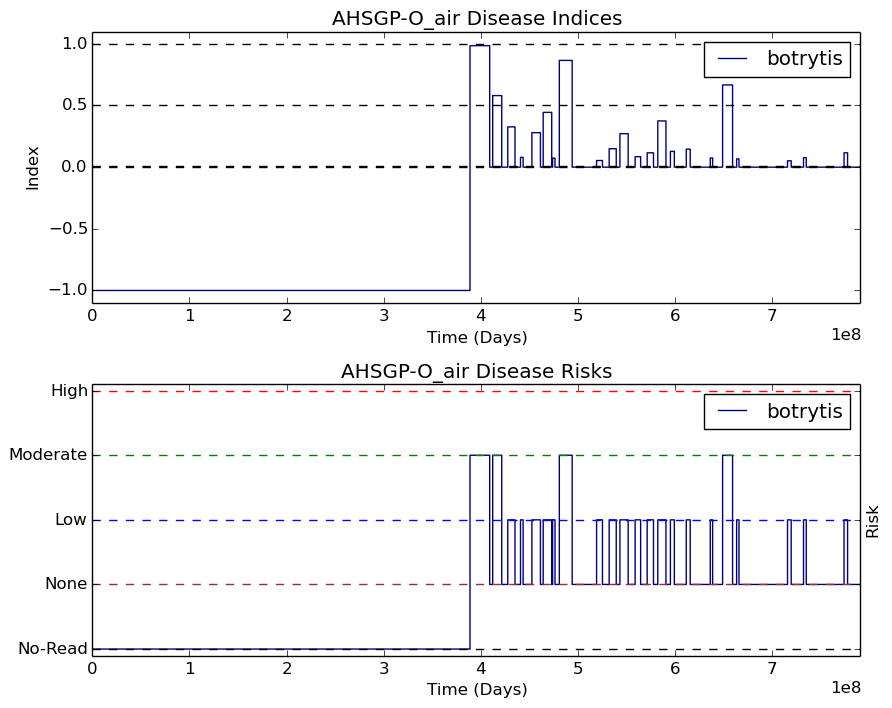 AHSGP-O_air Disease Indices
1.0
0.5
0.0
−0.5
−1.0
Index
botrytis
0 1 2 3 4 5 6 7
1e8
Time (Days)
AHSGP-O_air Disease Risks
High
Moderate
Low
None
No-Read
botrytis
Risk
0 1 2 3 4 5 6 7
1e8
Time (Days)